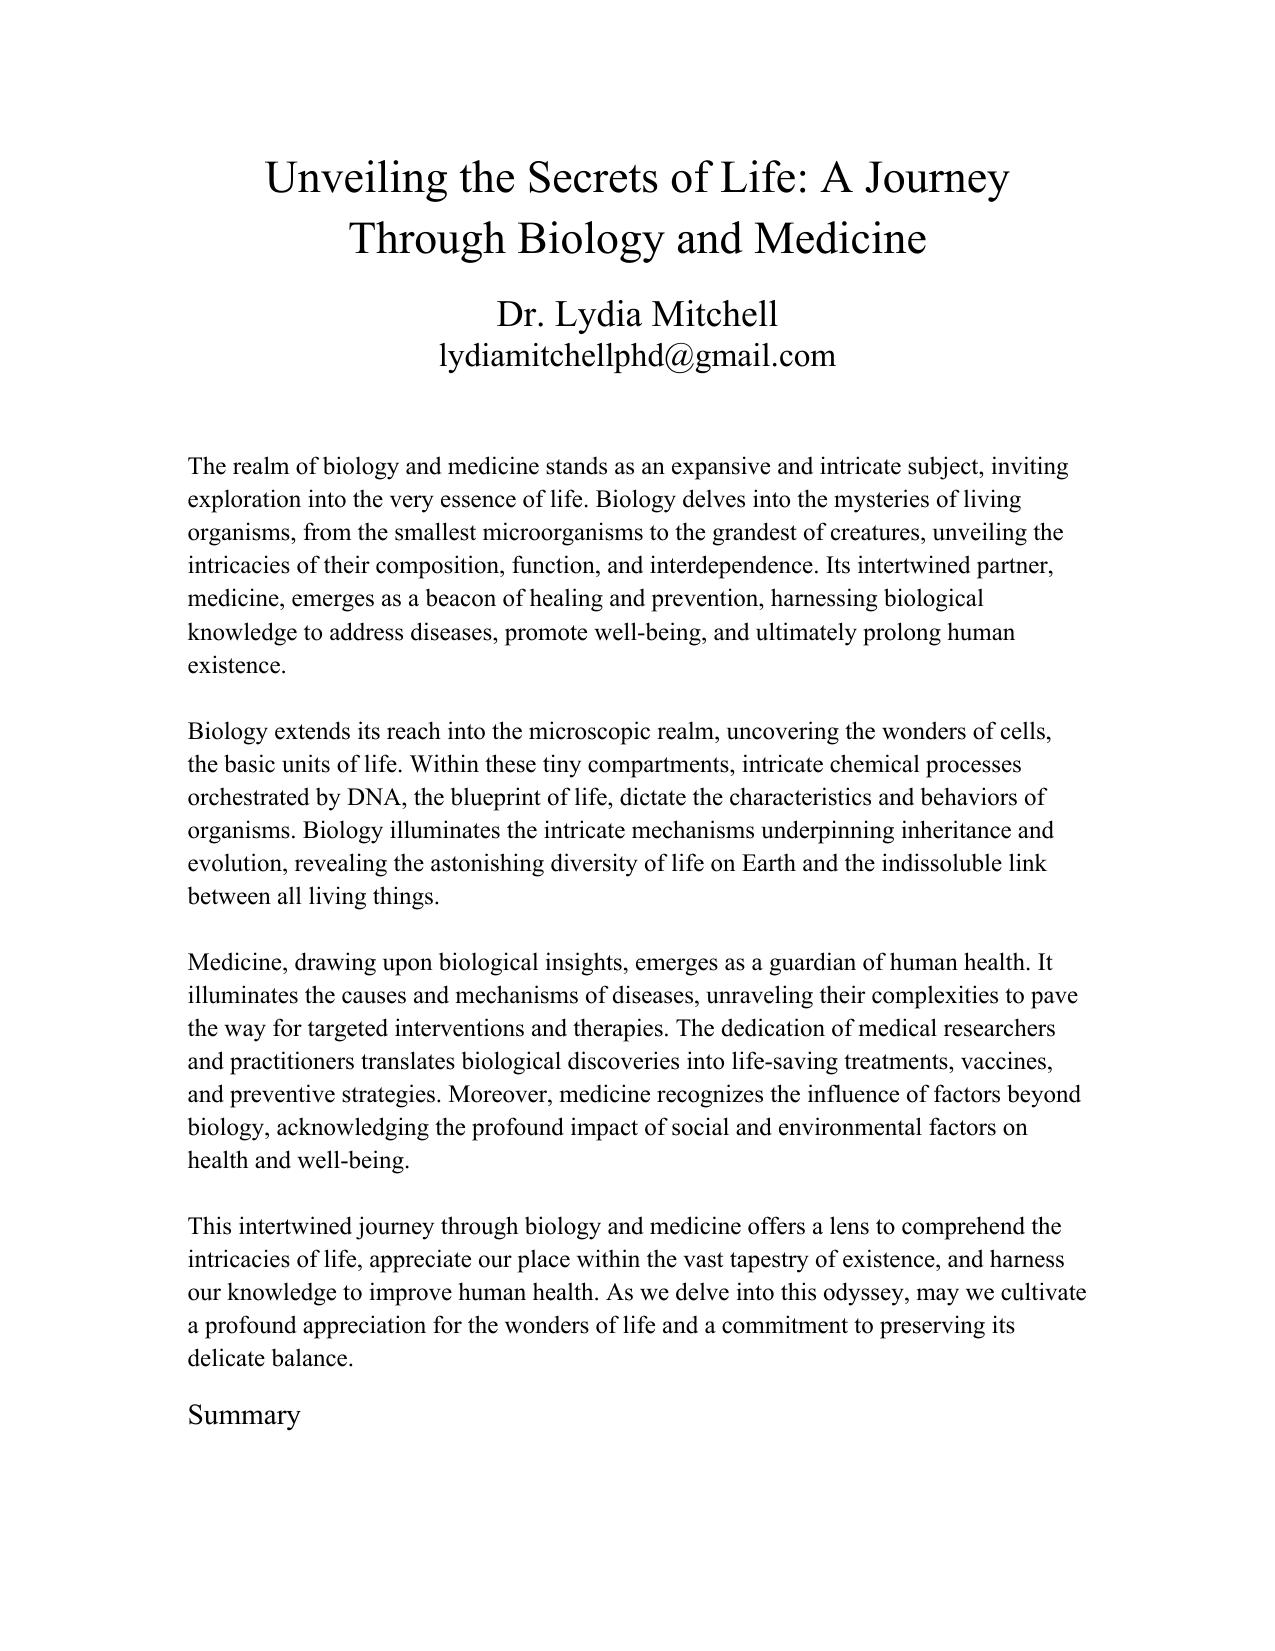 Unveiling the Secrets of Life: A Journey
Through Biology and Medicine
Dr. Lydia Mitchell
lydiamitchellphd@gmail.com
The realm of biology and medicine stands as an expansive and intricate subject, inviting
exploration into the very essence of life. Biology delves into the mysteries of living
organisms, from the smallest microorganisms to the grandest of creatures, unveiling the
intricacies of their composition, function, and interdependence. Its intertwined partner,
medicine, emerges as a beacon of healing and prevention, harnessing biological
knowledge to address diseases, promote well-being, and ultimately prolong human
existence.
Biology extends its reach into the microscopic realm, uncovering the wonders of cells,
the basic units of life. Within these tiny compartments, intricate chemical processes
orchestrated by DNA, the blueprint of life, dictate the characteristics and behaviors of
organisms. Biology illuminates the intricate mechanisms underpinning inheritance and
evolution, revealing the astonishing diversity of life on Earth and the indissoluble link
between all living things.
Medicine, drawing upon biological insights, emerges as a guardian of human health. It
illuminates the causes and mechanisms of diseases, unraveling their complexities to pave
the way for targeted interventions and therapies. The dedication of medical researchers
and practitioners translates biological discoveries into life-saving treatments, vaccines,
and preventive strategies. Moreover, medicine recognizes the influence of factors beyond
biology, acknowledging the profound impact of social and environmental factors on
health and well-being.
This intertwined journey through biology and medicine offers a lens to comprehend the
intricacies of life, appreciate our place within the vast tapestry of existence, and harness
our knowledge to improve human health. As we delve into this odyssey, may we cultivate
a profound appreciation for the wonders of life and a commitment to preserving its
delicate balance.
Summary